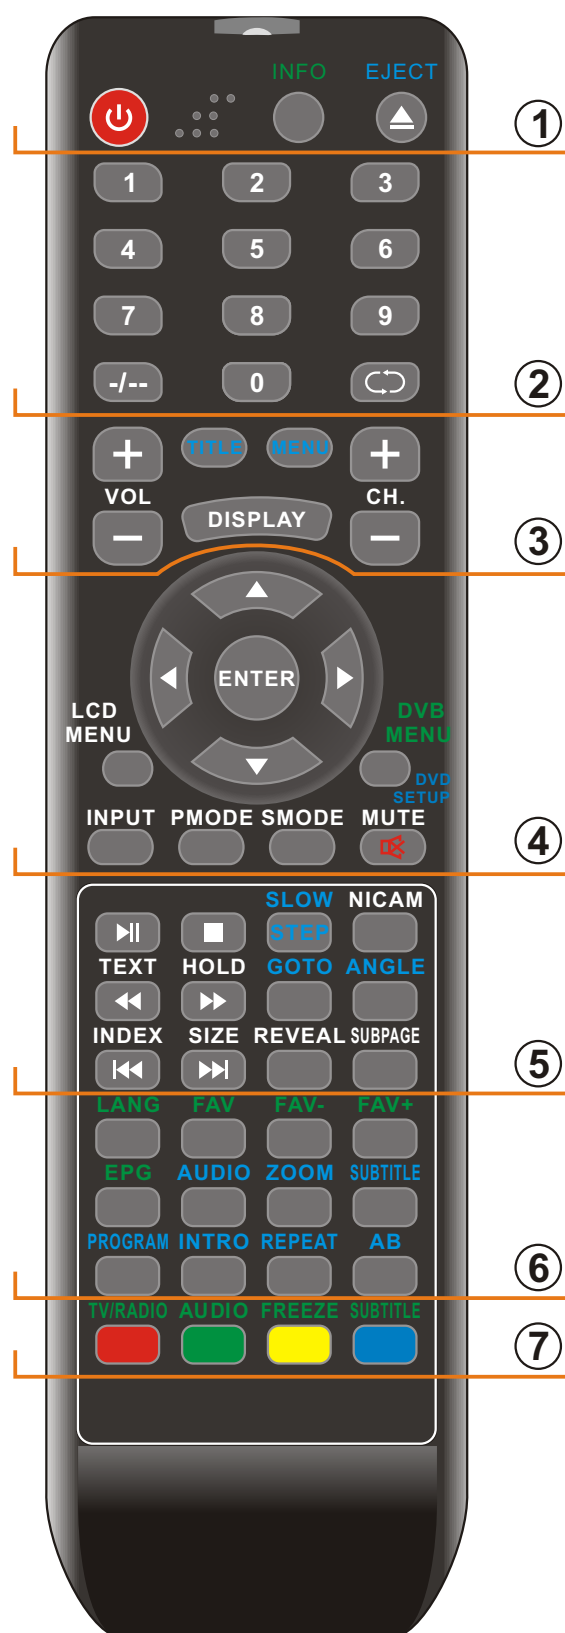 INFO EJECT
1
1 2 3
4 5 6
7 8 9
-/-- 0
2
TITLE MENU
VOL CH.
DISPLAY
3
ENTER
LCD MENU
DVB MENU
DVD SETUP
INPUT PMODE SMODE MUTE
4
SLOW NICAM
STEP
TEXT HOLD GOTO ANGLE
INDEX SIZE REVEAL SUBPAGE
5
LANG FAV FAV- FAV+
EPG AUDIO ZOOM SUBTITLE
PROGRAM INTRO REPEAT AB
6
TV/RADIO AUDIO FREEZE SUBTITLE
7